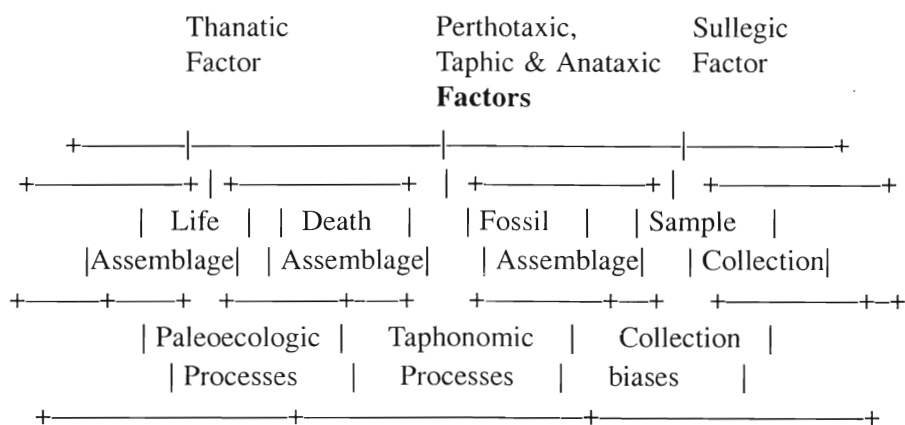 Thanatic Perthotaxic, Sullegic
Factor Taphic & Anataxic Factor
Factors
+————|—————————|————————|—————+
+—————+ | +—————+ | +—————+ | +—————+
| Life | | Death | | Fossil | | Sample |
|Assemblage| | Assemblage| | Assemblage| | Collection|
+———+——+ +————+—+ +————+—+ +—————+-+
| Paleoecologic | Taphonomic | Collection |
| Processes | Processes | biases |
+——————————+———————————+——————————+